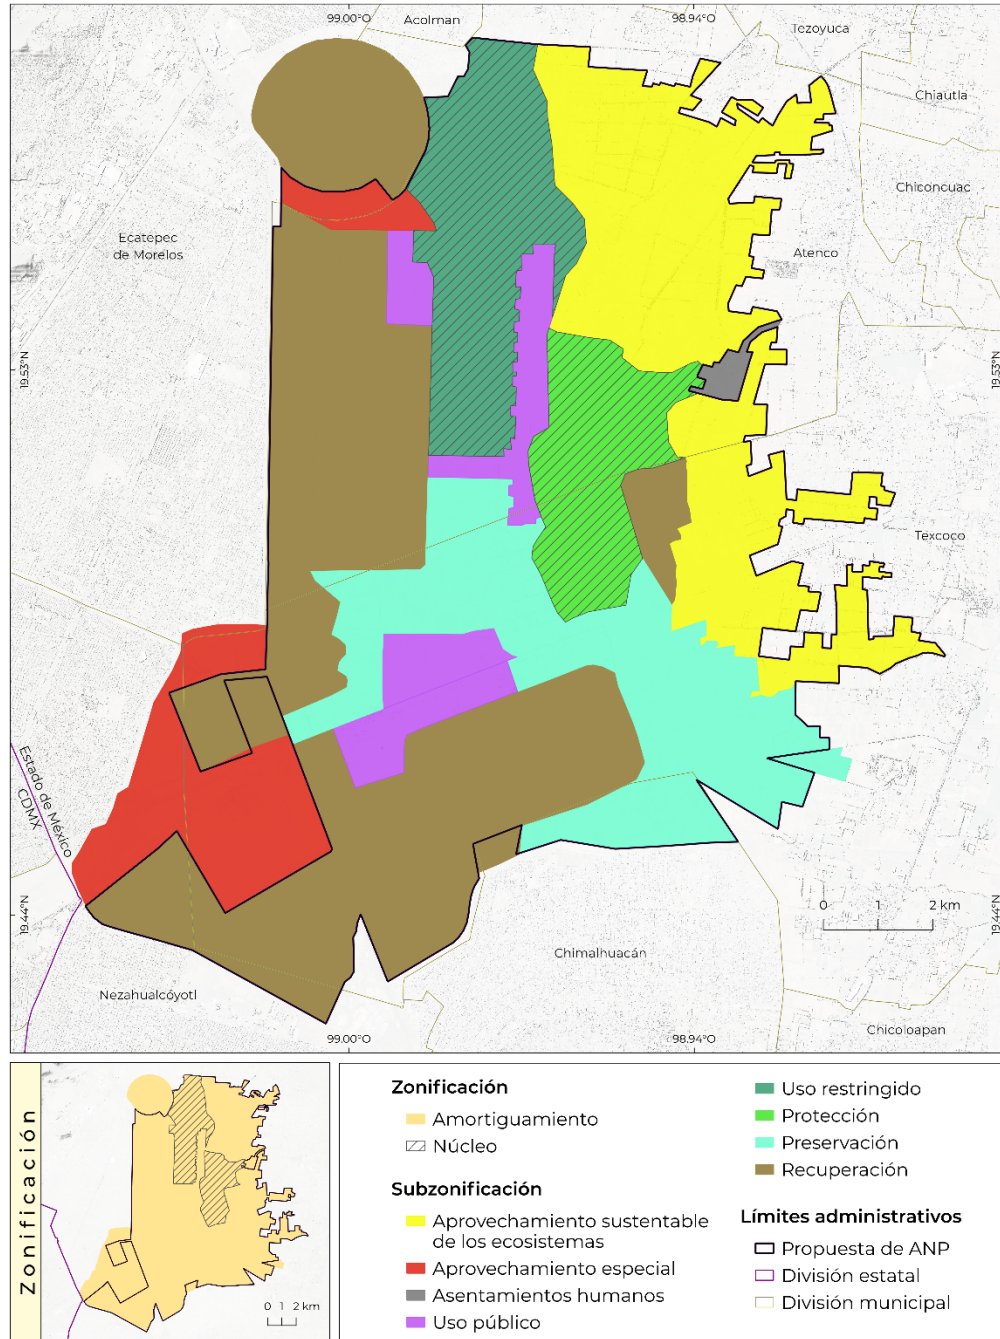 99.00°O
98.94°O
Acolman
Tezoyuca
Chiautla
Chiconcuac
Ecatepec
de Morelos
Atenco
19.53°N
19.53°N
Texcoco
Estado de México
CDMX
19.44°N
19.44°N
0 1 2 km
Chimalhuacán
Nezahualcóyotl
Chicoloapan
99.00°O
98.94°O
Zonificación
0 1 2 km
Zonificación
Amortiguamiento
Núcleo
Subzonificación
Aprovechamiento sustentable
de los ecosistemas
Aprovechamiento especial
Asentamientos humanos
Uso público
Uso restringido
Protección
Preservación
Recuperación
Límites administrativos
Propuesta de ANP
División estatal
División municipal